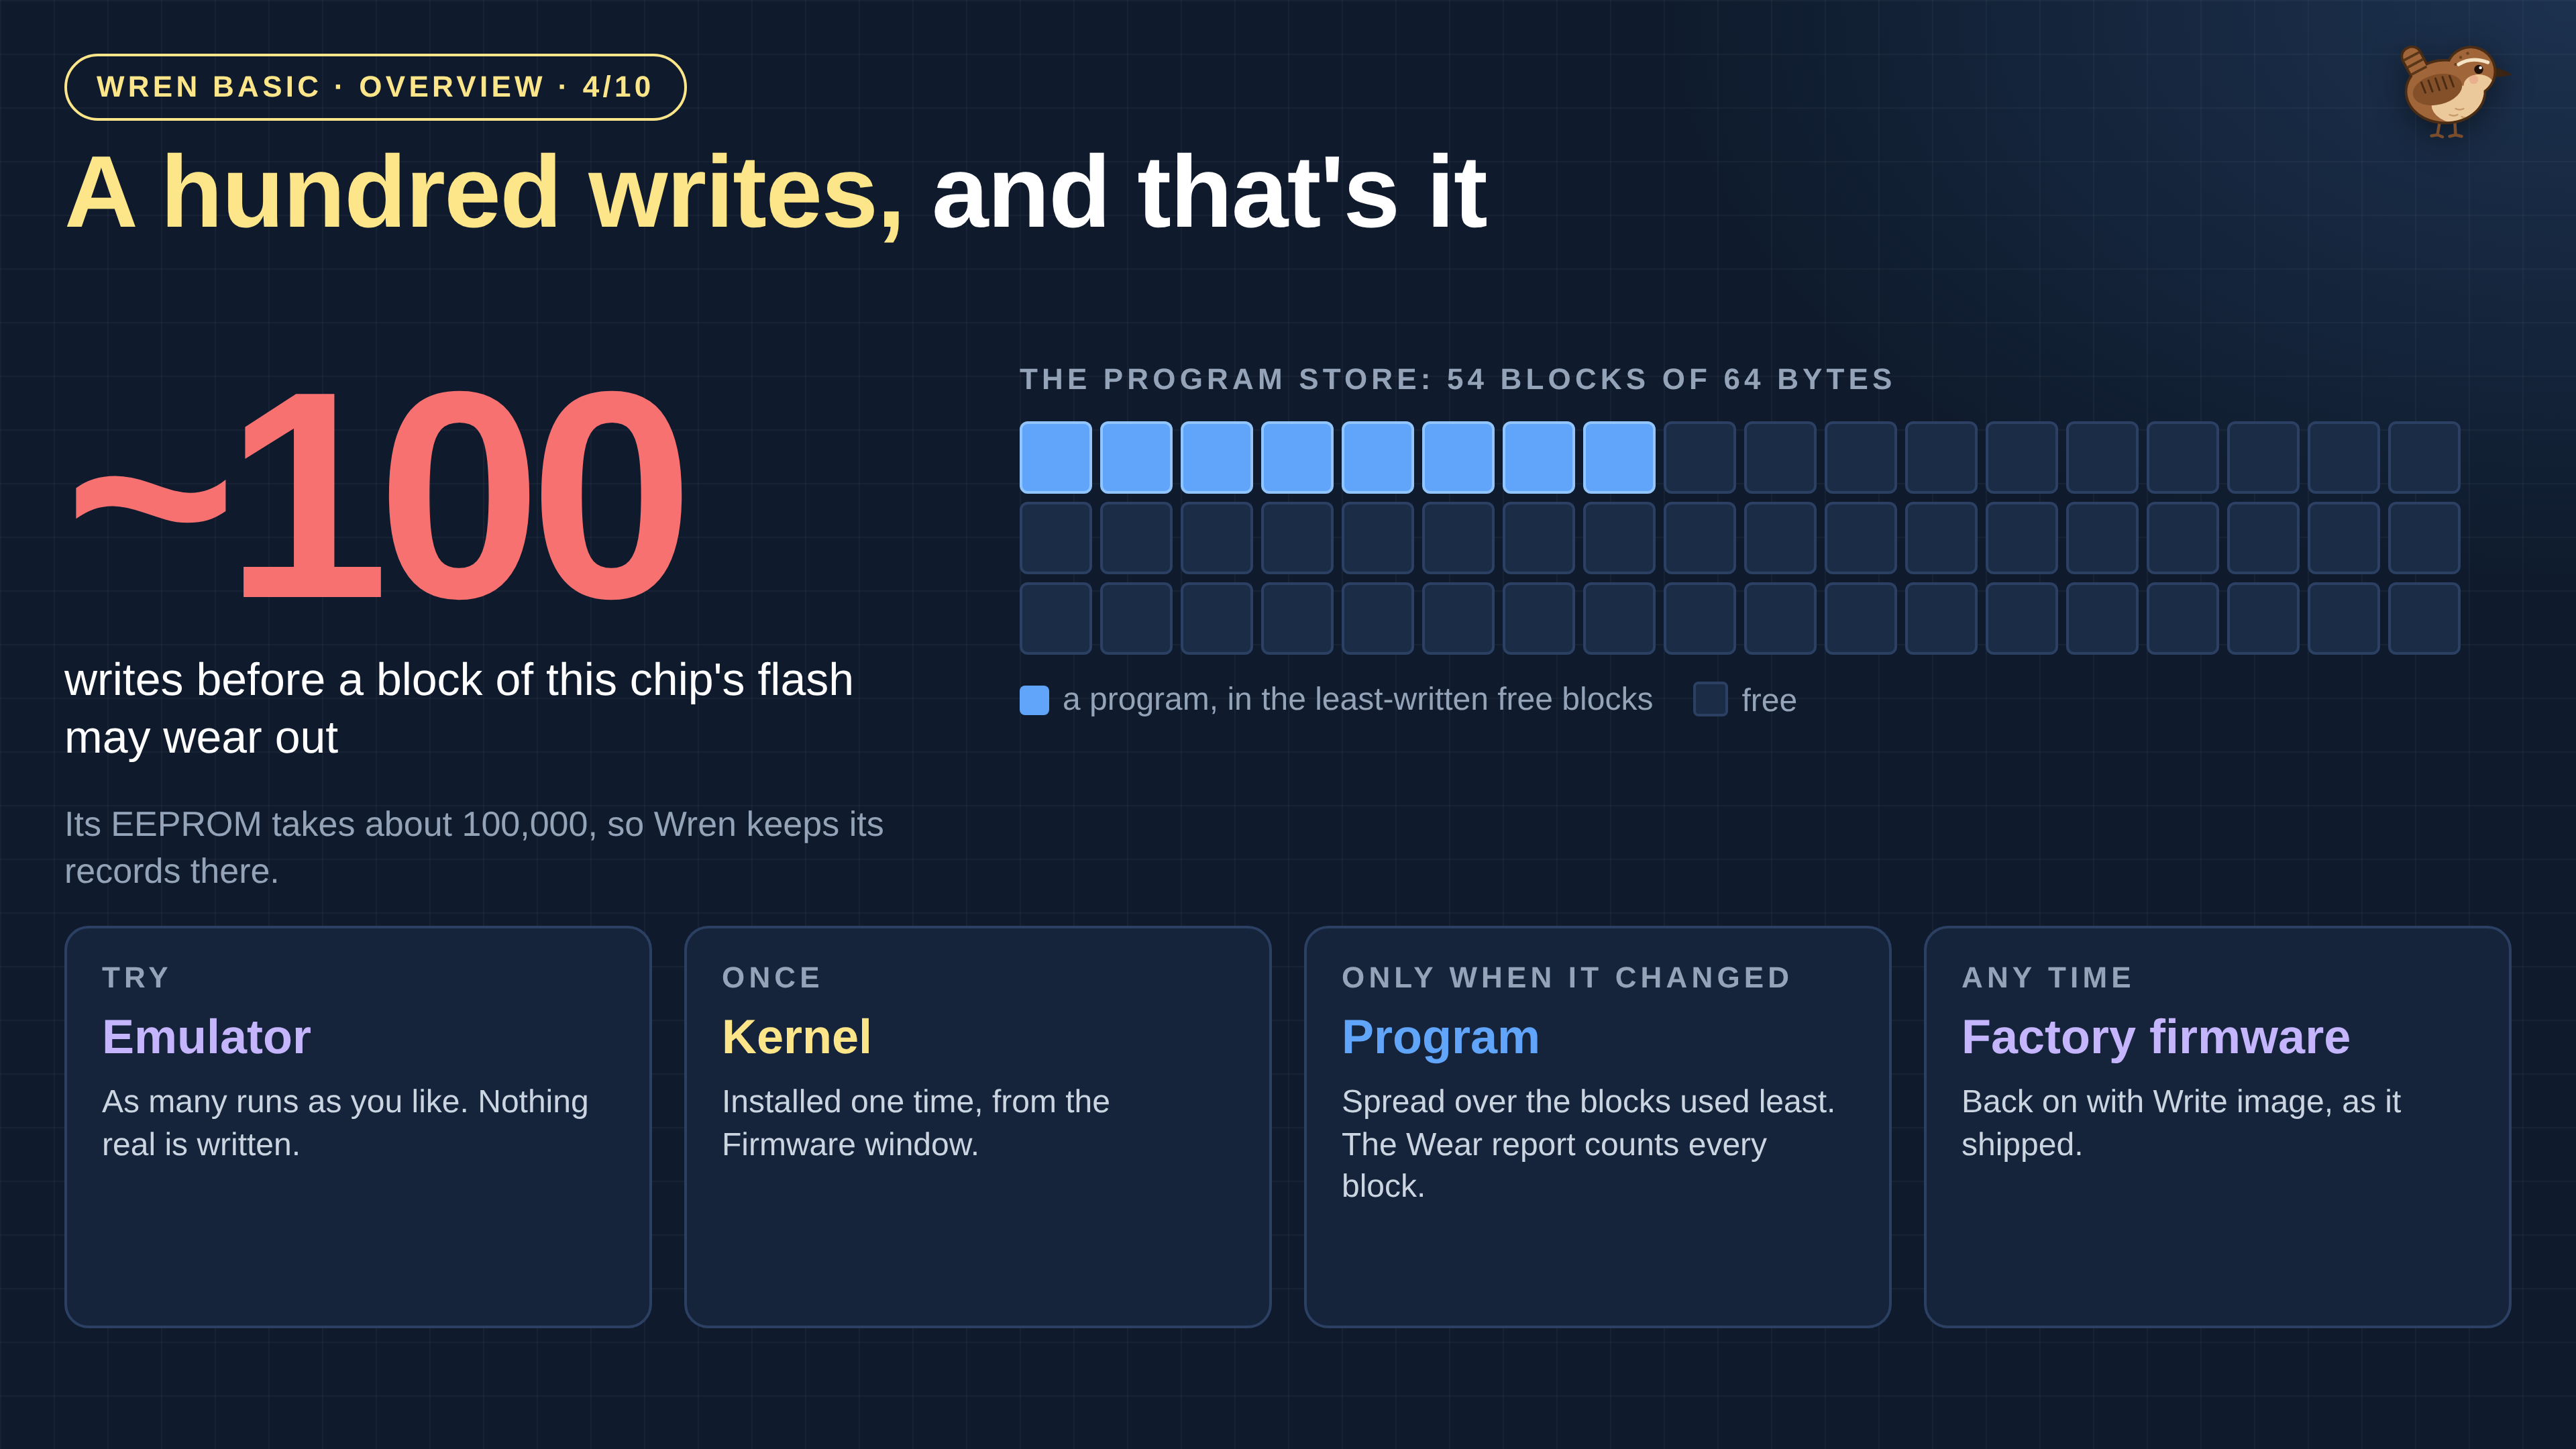 WREN BASIC · OVERVIEW · 4/10
A hundred writes, and that's it
~100
writes before a block of this chip's flash
may wear out
Its EEPROM takes about 100,000, so Wren keeps its
records there.
THE PROGRAM STORE: 54 BLOCKS OF 64 BYTES
a program, in the least-written free blocks
free
TRY
Emulator
As many runs as you like. Nothing
real is written.
ONCE
Kernel
Installed one time, from the
Firmware window.
ONLY WHEN IT CHANGED
Program
Spread over the blocks used least.
The Wear report counts every
block.
ANY TIME
Factory firmware
Back on with Write image, as it
shipped.